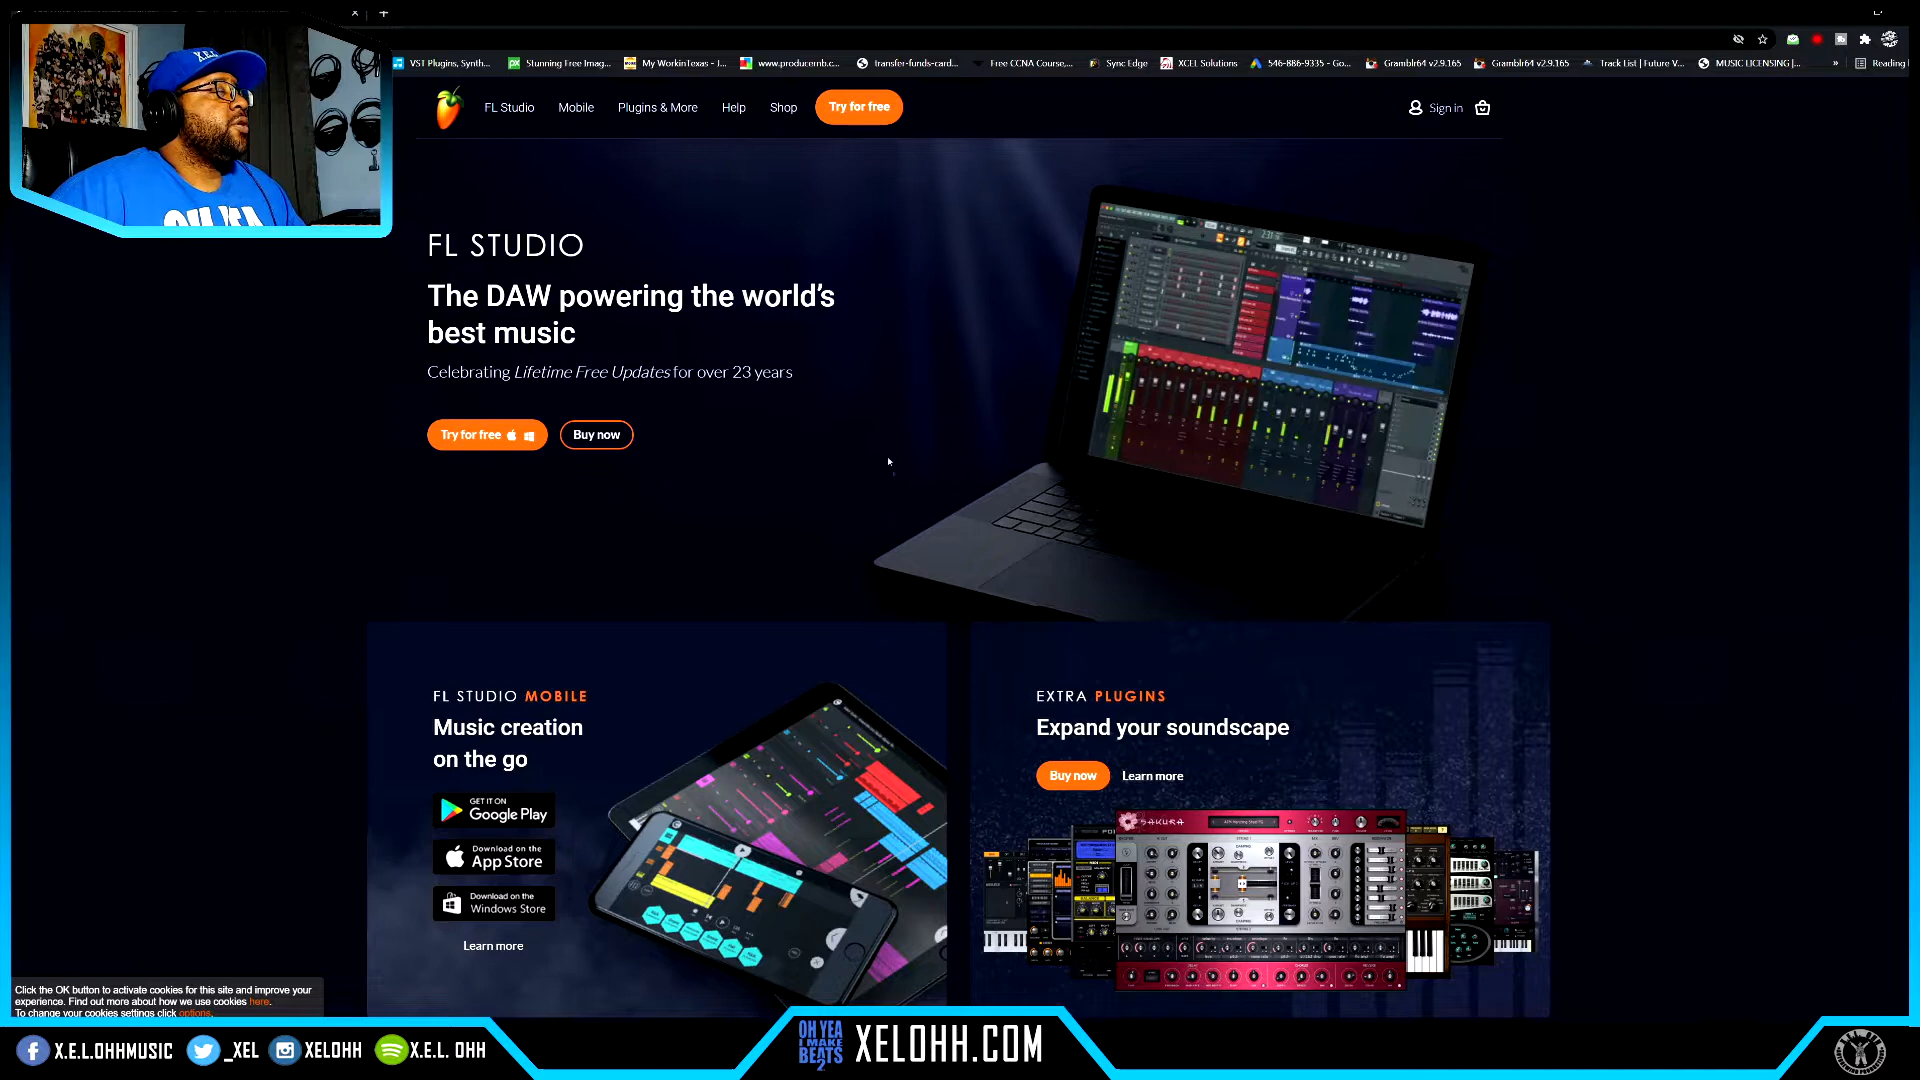 VST Plugins, Synth...
Stunning Free Imag...
My WorkinTexas - J...
www.producernb.c...
transfer-funds-card...
Free CCNA Course,...
Sync Edge
XCEL Solutions
546-886-9335 - Go...
Gramblr64 v2.9.165
Gramblr64 v2.9.165
Track List | Future V...
MUSIC LICENSING |...
»
Reading
XEL
FL Studio
Mobile
Plugins & More
Help
Shop
Try for free
Sign in
FL STUDIO
The DAW powering the world's
best music
Celebrating Lifetime Free Updates for over 23 years
Try for free
Buy now
FL STUDIO MOBILE
Music creation
on the go
GET IT ON
Google Play
Download on the
App Store
Download on the
Windows Store
Learn more
EXTRA PLUGINS
Expand your soundscape
Buy now
Learn more
SAKURA
Click the OK button to activate cookies for this site and improve your
experience. Find out more about how we use cookies here.
To change your cookies settings click options.
X.E.L.OHHMUSIC
_XEL
XELOHH
X.E.L. OHH
OH YEA
I MAKE
BEATS
2
XELOHH.COM